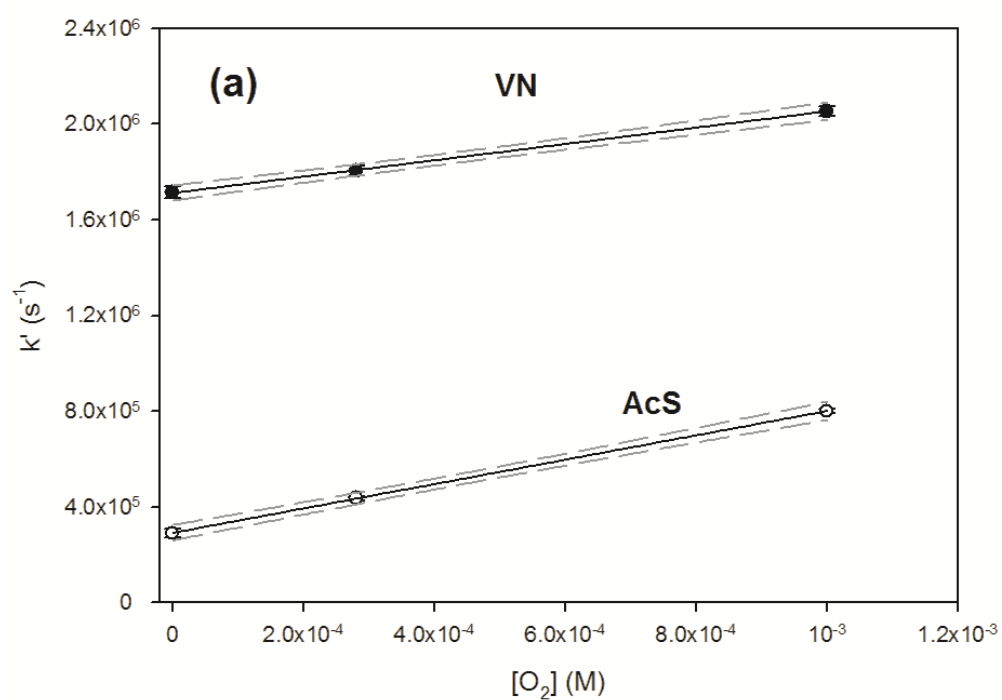 2.4x10⁶
(a)
VN
2.0x10⁶
1.6x10⁶
k' (s⁻¹)
1.2x10⁶
AcS
8.0x10⁵
4.0x10⁵
0
0 2.0x10⁻⁴ 4.0x10⁻⁴ 6.0x10⁻⁴ 8.0x10⁻⁴ 10⁻³ 1.2x10⁻³
[O₂] (M)